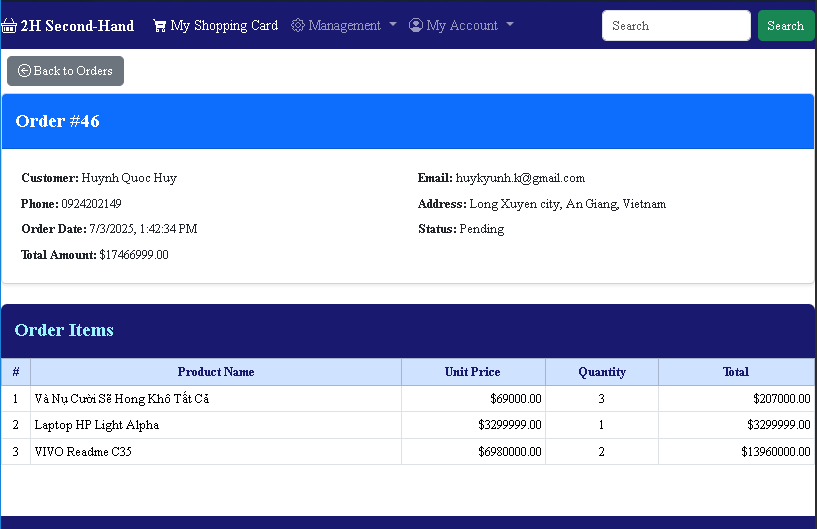 2H Second-Hand My Shopping Card Management My Account Search Search
Back to Orders
Order #46
Customer: Huynh Quoc Huy Email: huykyunh.k@gmail.com
Phone: 0924202149 Address: Long Xuyen city, An Giang, Vietnam
Order Date: 7/3/2025, 1:42:34 PM Status: Pending
Total Amount: $17466999.00
Order Items
# Product Name Unit Price Quantity Total
1 Và Nụ Cười Sẽ Hong Khô Tất Cả $69000.00 3 $207000.00
2 Laptop HP Light Alpha $3299999.00 1 $3299999.00
3 VIVO Readme C35 $6980000.00 2 $13960000.00